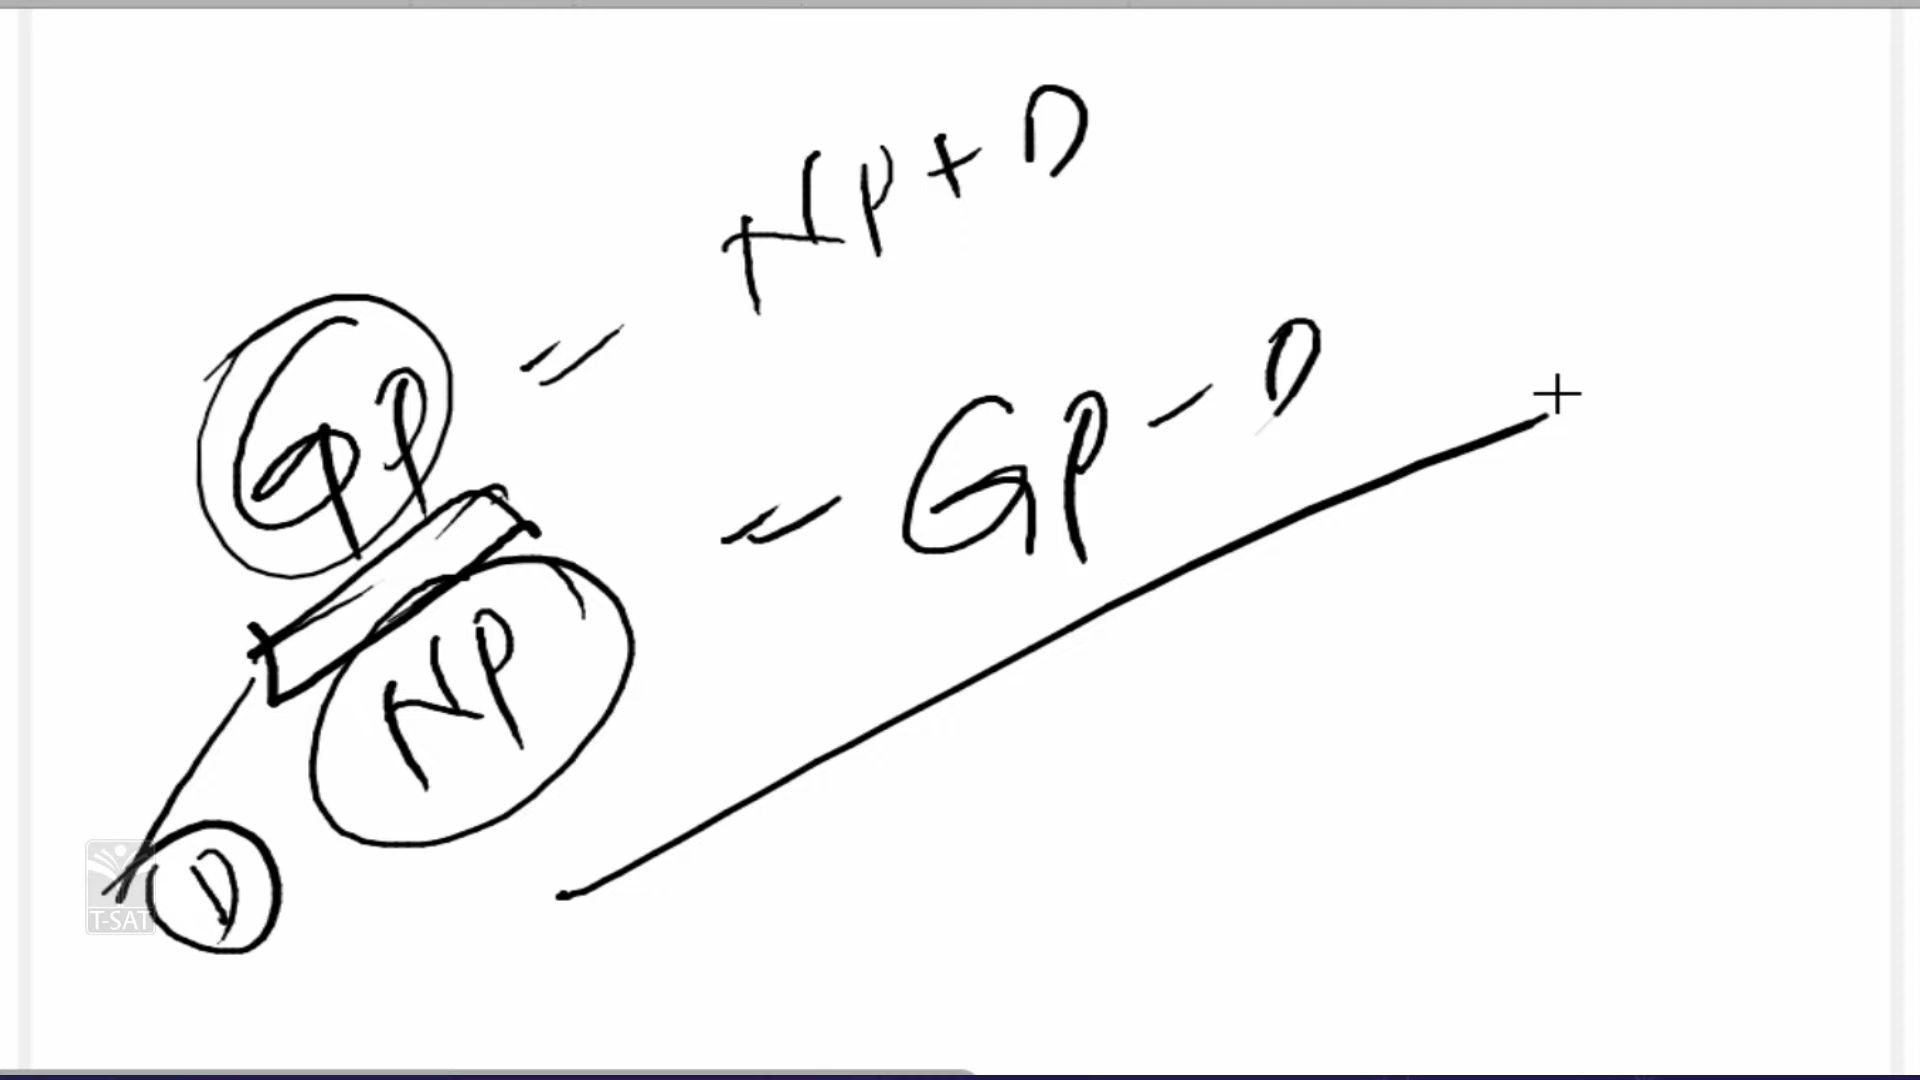 GP = NP + D
NP = GP - D
D
T-SAT